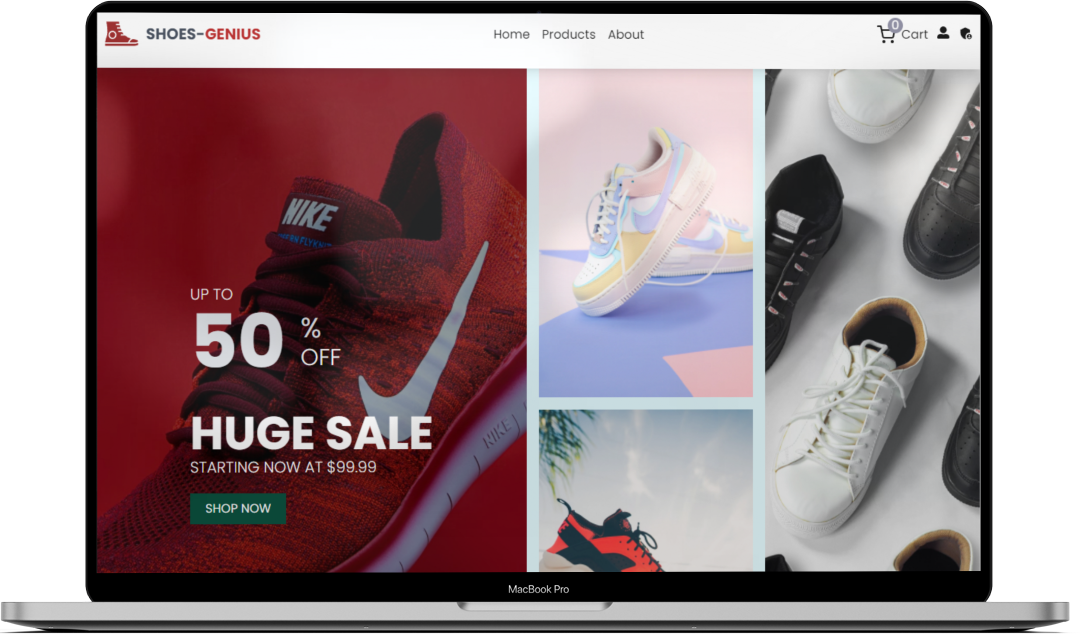 SHOES-GENIUS
Home Products About
0
Cart
NIKE
UP TO
50 % OFF
HUGE SALE
STARTING NOW AT $99.99
SHOP NOW
NIKE
MacBook Pro